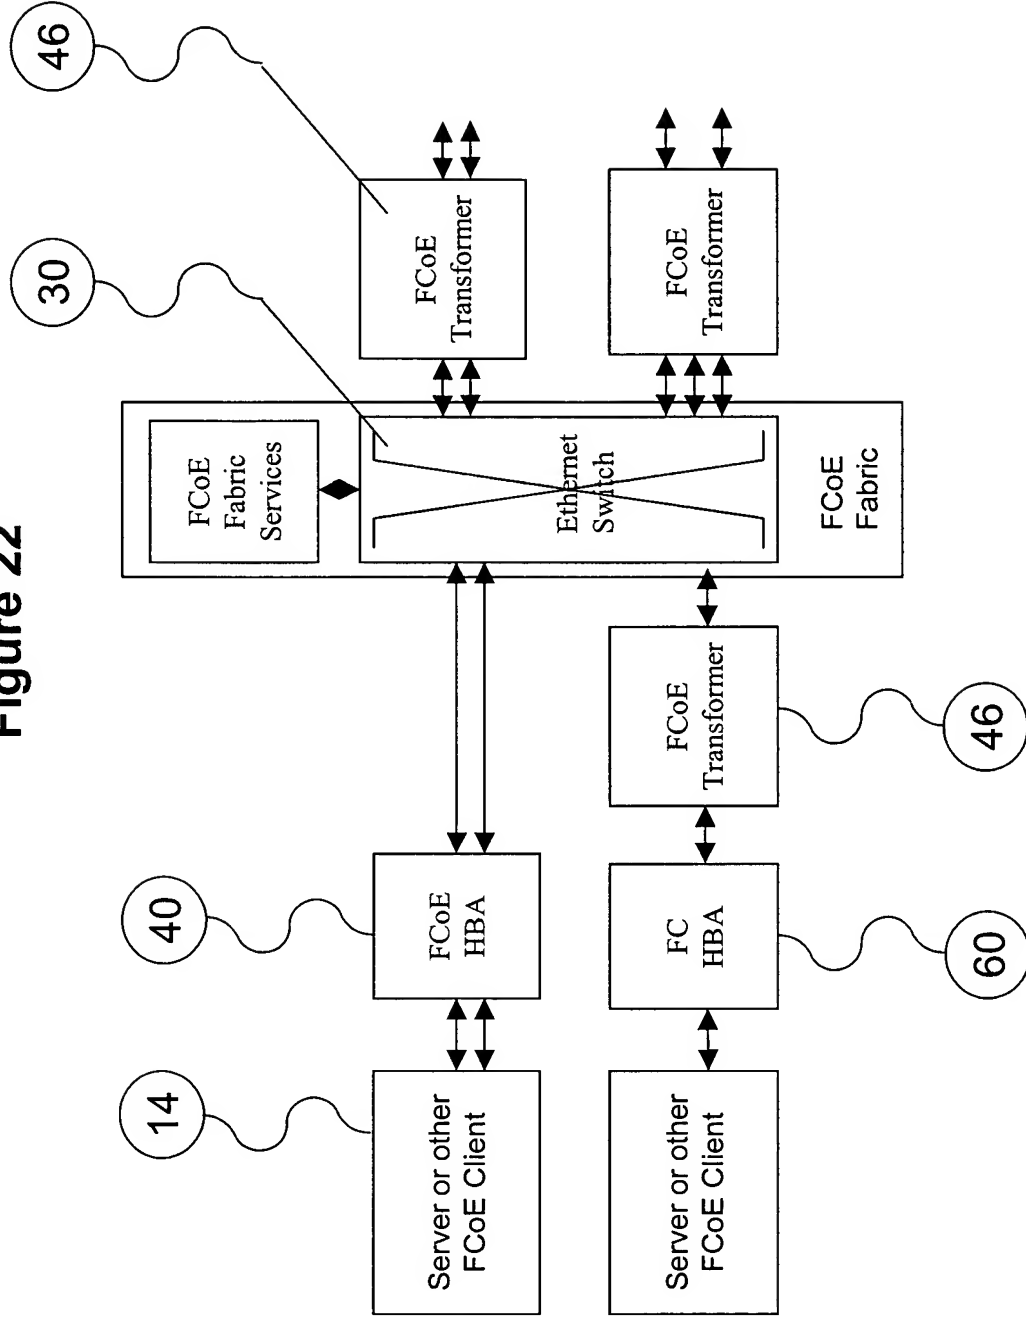 Figure 22
46
30
FCoE
Transformer
FCoE
Transformer
FCoE
Fabric
Services
Ethernet
Switch
FCoE
Fabric
FCoE
Transformer
46
40
FCoE
HBA
FC
HBA
60
14
Server or other
FCoE Client
Server or other
FCoE Client